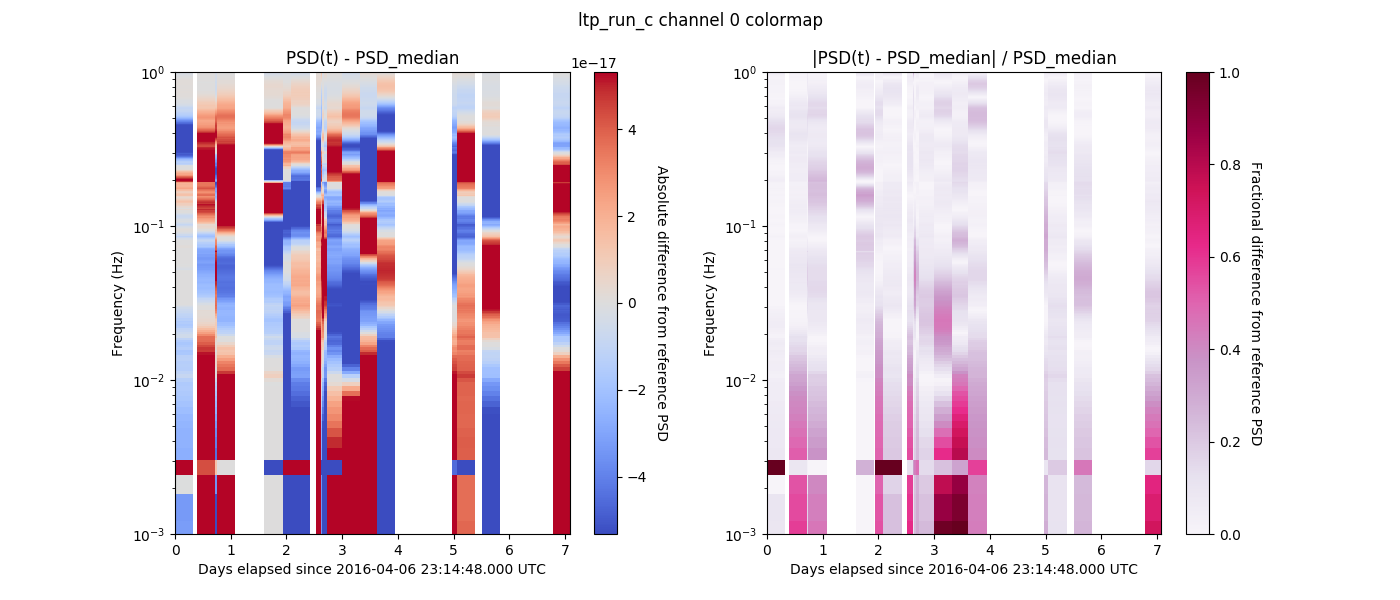 ltp_run_c channel 0 colormap
PSD(t) - PSD_median
1e−17
10⁰
10⁻¹
10⁻²
10⁻³
Frequency (Hz)
0 1 2 3 4 5 6 7
Days elapsed since 2016-04-06 23:14:48.000 UTC
4
2
0
−2
−4
Absolute difference from reference PSD
|PSD(t) - PSD_median| / PSD_median
10⁰
10⁻¹
10⁻²
10⁻³
Frequency (Hz)
0 1 2 3 4 5 6 7
Days elapsed since 2016-04-06 23:14:48.000 UTC
1.0
0.8
0.6
0.4
0.2
0.0
Fractional difference from reference PSD